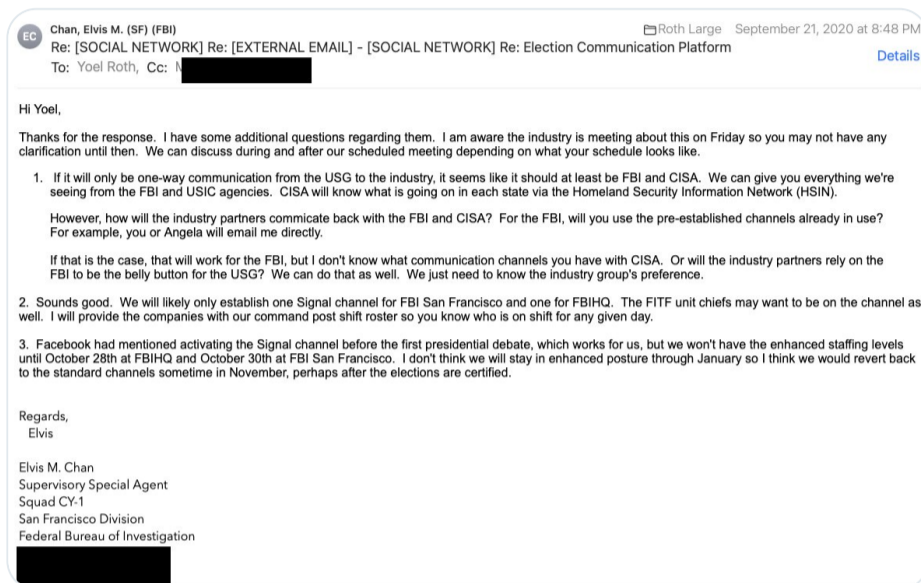 EC
Chan, Elvis M. (SF) (FBI)
Roth Large September 21, 2020 at 8:48 PM
Re: [SOCIAL NETWORK] Re: [EXTERNAL EMAIL] - [SOCIAL NETWORK] Re: Election Communication Platform
Details
To: Yoel Roth, Cc:
Hi Yoel,
Thanks for the response. I have some additional questions regarding them. I am aware the industry is meeting about this on Friday so you may not have any
clarification until then. We can discuss during and after our scheduled meeting depending on what your schedule looks like.
1. If it will only be one-way communication from the USG to the industry, it seems like it should at least be FBI and CISA. We can give you everything we're
seeing from the FBI and USIC agencies. CISA will know what is going on in each state via the Homeland Security Information Network (HSIN).
However, how will the industry partners commicate back with the FBI and CISA? For the FBI, will you use the pre-established channels already in use?
For example, you or Angela will email me directly.
If that is the case, that will work for the FBI, but I don't know what communication channels you have with CISA. Or will the industry partners rely on the
FBI to be the belly button for the USG? We can do that as well. We just need to know the industry group's preference.
2. Sounds good. We will likely only establish one Signal channel for FBI San Francisco and one for FBIHQ. The FITF unit chiefs may want to be on the channel as
well. I will provide the companies with our command post shift roster so you know who is on shift for any given day.
3. Facebook had mentioned activating the Signal channel before the first presidential debate, which works for us, but we won't have the enhanced staffing levels
until October 28th at FBIHQ and October 30th at FBI San Francisco. I don't think we will stay in enhanced posture through January so I think we would revert back
to the standard channels sometime in November, perhaps after the elections are certified.
Regards,
Elvis
Elvis M. Chan
Supervisory Special Agent
Squad CY-1
San Francisco Division
Federal Bureau of Investigation